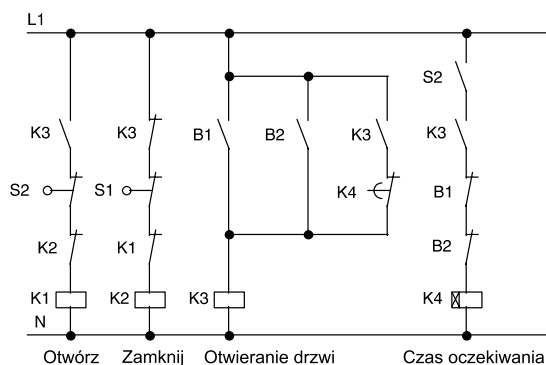 L1
S2
K3 K3 B1 B2 K3 K3
S2 S1 K4 B1
K2 K1 B2
K1 K2 K3 K4
N
Otwórz Zamknij Otwieranie drzwi Czas oczekiwania